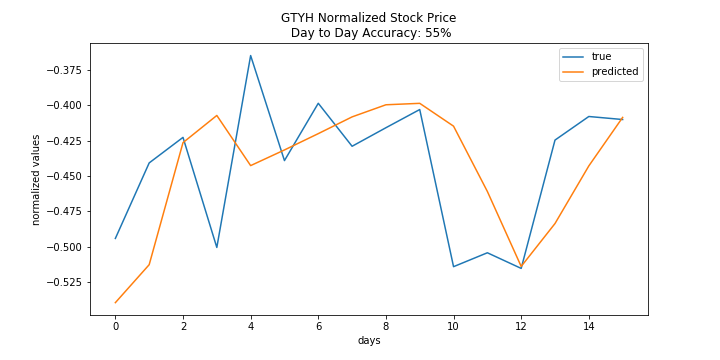 GTYH Normalized Stock Price
Day to Day Accuracy: 55%
true
predicted
−0.375
−0.400
−0.425
−0.450
−0.475
−0.500
−0.525
normalized values
0 2 4 6 8 10 12 14
days